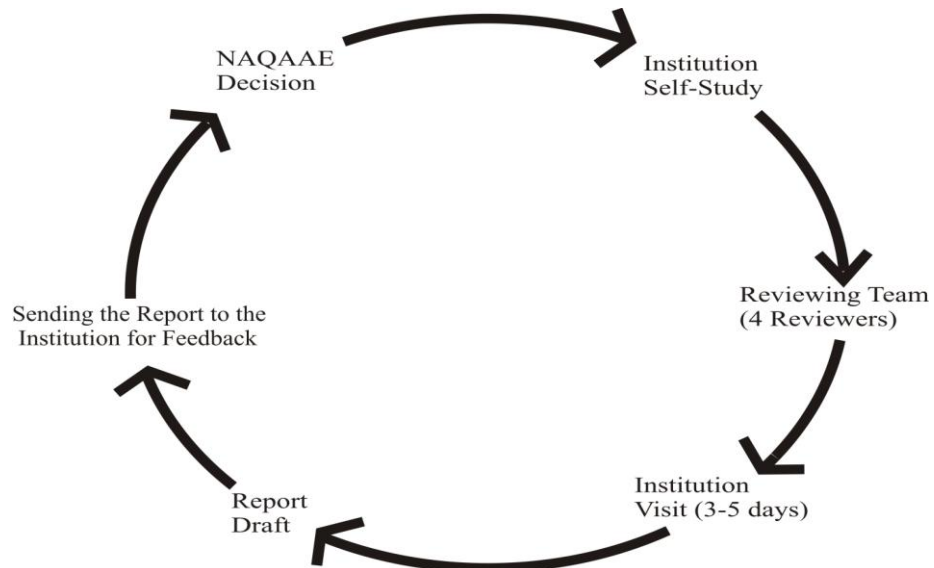 NAQAAE
Decision
Institution
Self-Study
Reviewing Team
(4 Reviewers)
Institution
Visit (3-5 days)
Report
Draft
Sending the Report to the
Institution for Feedback